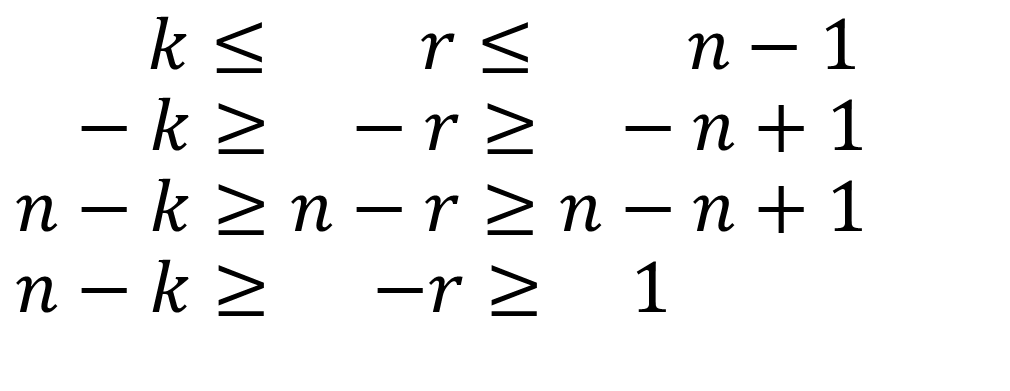 k ≤ r ≤ n − 1
− k ≥ − r ≥ − n + 1
n − k ≥ n − r ≥ n − n + 1
n − k ≥ −r ≥ 1